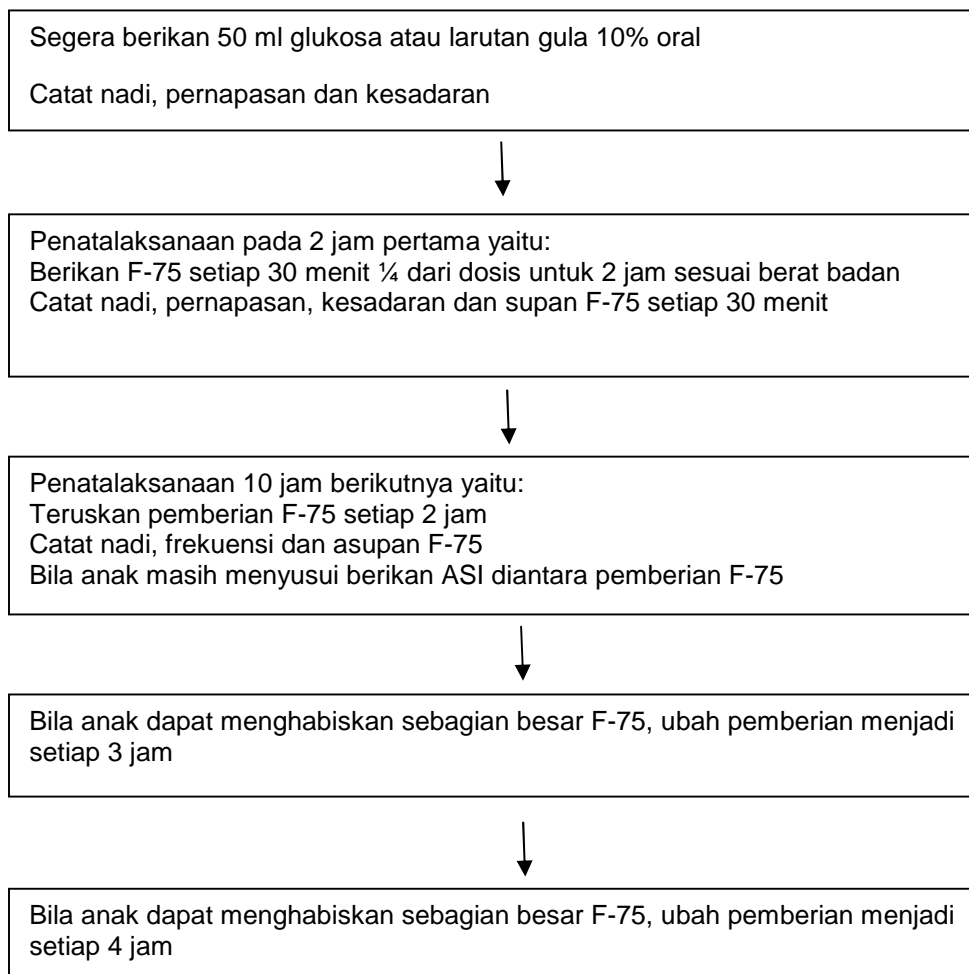 Segera berikan 50 ml glukosa atau larutan gula 10% oral
Catat nadi, pernapasan dan kesadaran
Penatalaksanaan pada 2 jam pertama yaitu:
Berikan F-75 setiap 30 menit ¼ dari dosis untuk 2 jam sesuai berat badan
Catat nadi, pernapasan, kesadaran dan supan F-75 setiap 30 menit
Penatalaksanaan 10 jam berikutnya yaitu:
Teruskan pemberian F-75 setiap 2 jam
Catat nadi, frekuensi dan asupan F-75
Bila anak masih menyusui berikan ASI diantara pemberian F-75
Bila anak dapat menghabiskan sebagian besar F-75, ubah pemberian menjadi
setiap 3 jam
Bila anak dapat menghabiskan sebagian besar F-75, ubah pemberian menjadi
setiap 4 jam